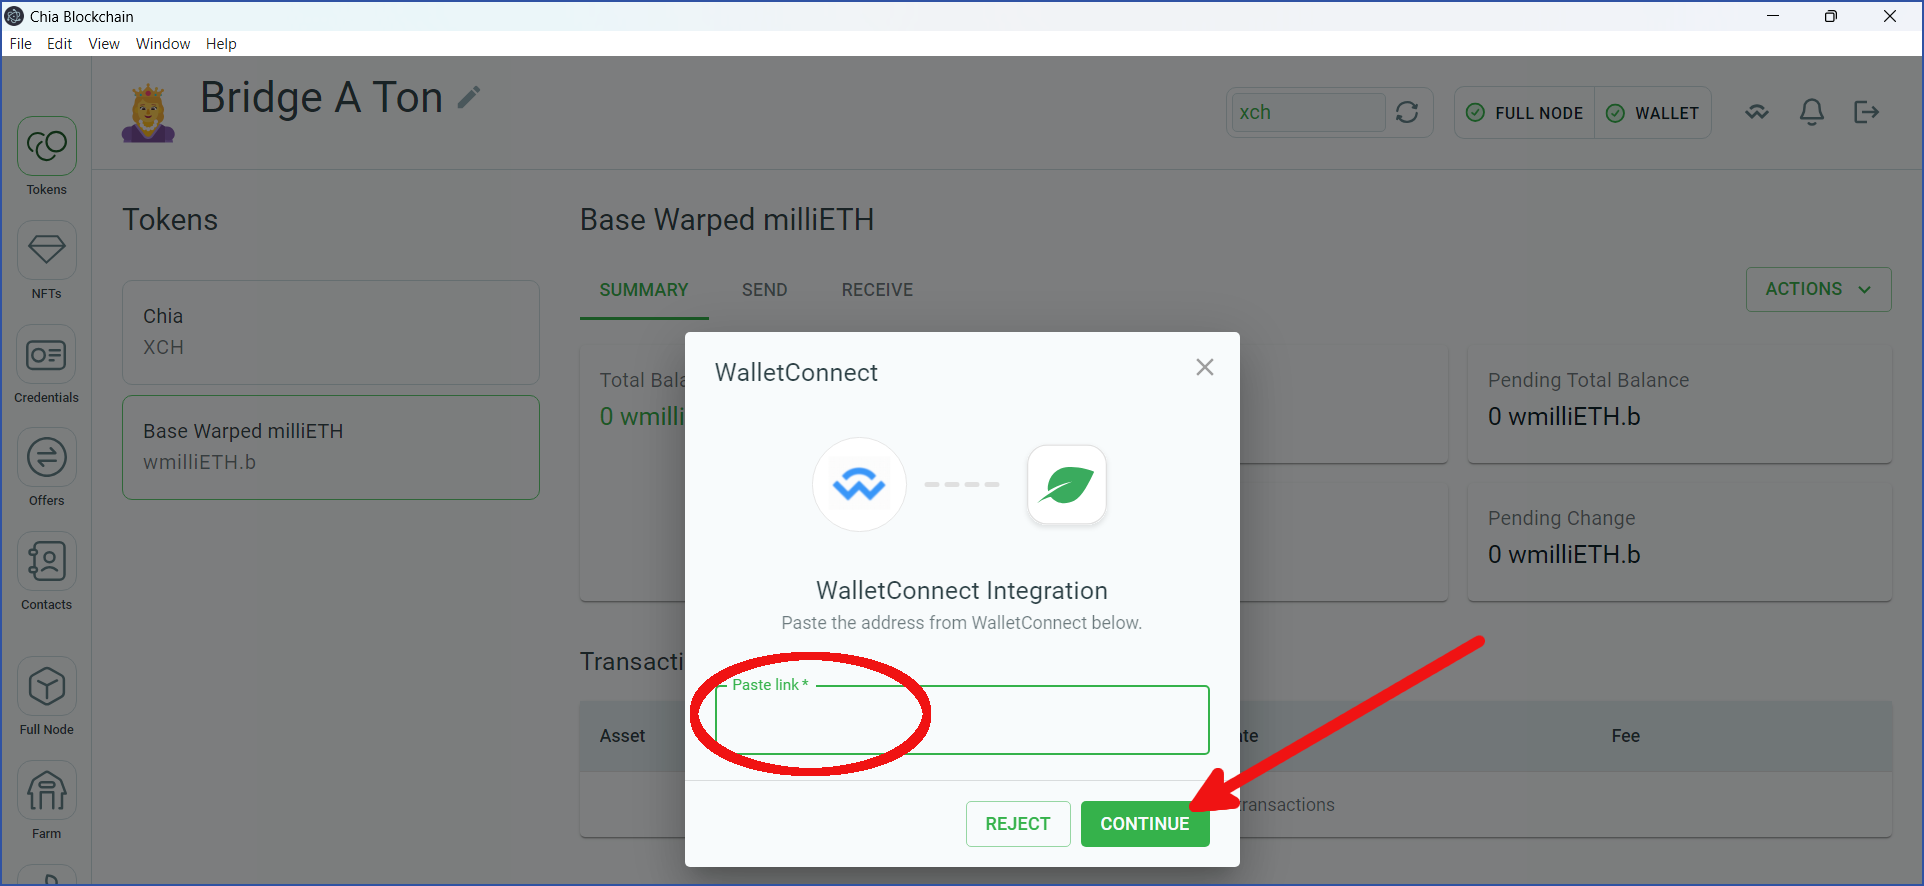 Chia Blockchain
File Edit View Window Help
Bridge A Ton
xch
FULL NODE
WALLET
Tokens
NFTs
Credentials
Offers
Contacts
Full Node
Farm
Tokens
Chia
XCH
Base Warped milliETH
wmilliETH.b
Base Warped milliETH
SUMMARY SEND RECEIVE
ACTIONS
Total Bala
0 wmilli
Pending Total Balance
0 wmilliETH.b
Pending Change
0 wmilliETH.b
Transacti
Asset
te
Fee
ransactions
WalletConnect
WalletConnect Integration
Paste the address from WalletConnect below.
Paste link *
REJECT
CONTINUE